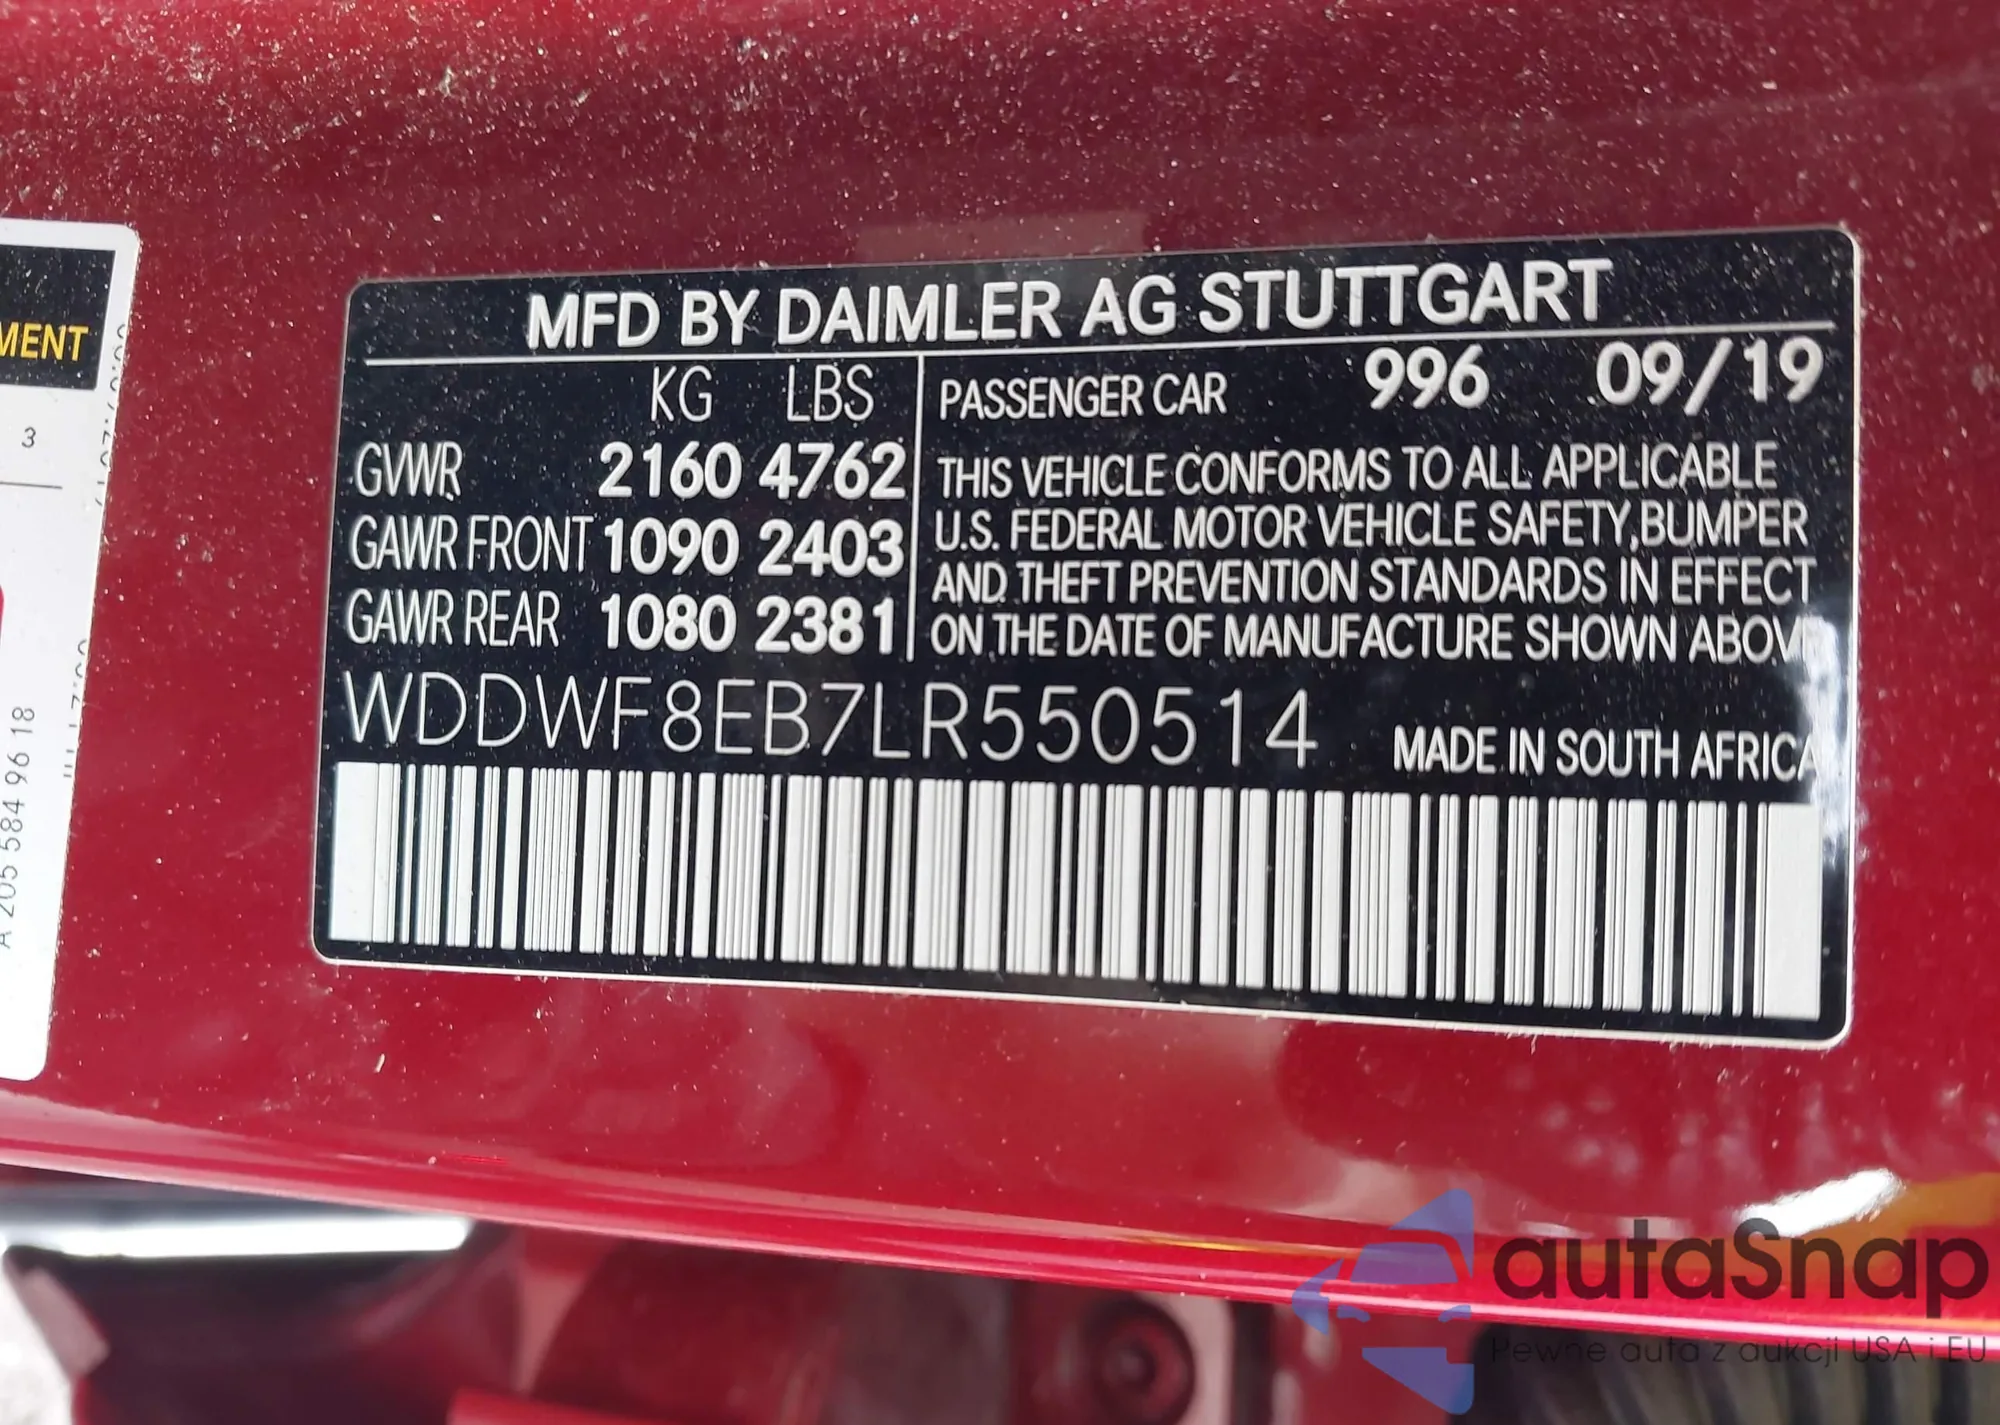 MFD BY DAIMLER AG STUTTGART
KG LBS
GVWR 2160 4762
GAWR FRONT 1090 2403
GAWR REAR 1080 2381
PASSENGER CAR 996 09/19
THIS VEHICLE CONFORMS TO ALL APPLICABLE
U.S. FEDERAL MOTOR VEHICLE SAFETY, BUMPER
AND THEFT PREVENTION STANDARDS IN EFFECT
ON THE DATE OF MANUFACTURE SHOWN ABOVE
WDDWF8EB7LR550514
MADE IN SOUTH AFRICA
MENT
3
A 205 584 96 18
autaSnap
Pewne auta z aukcji USA i EU